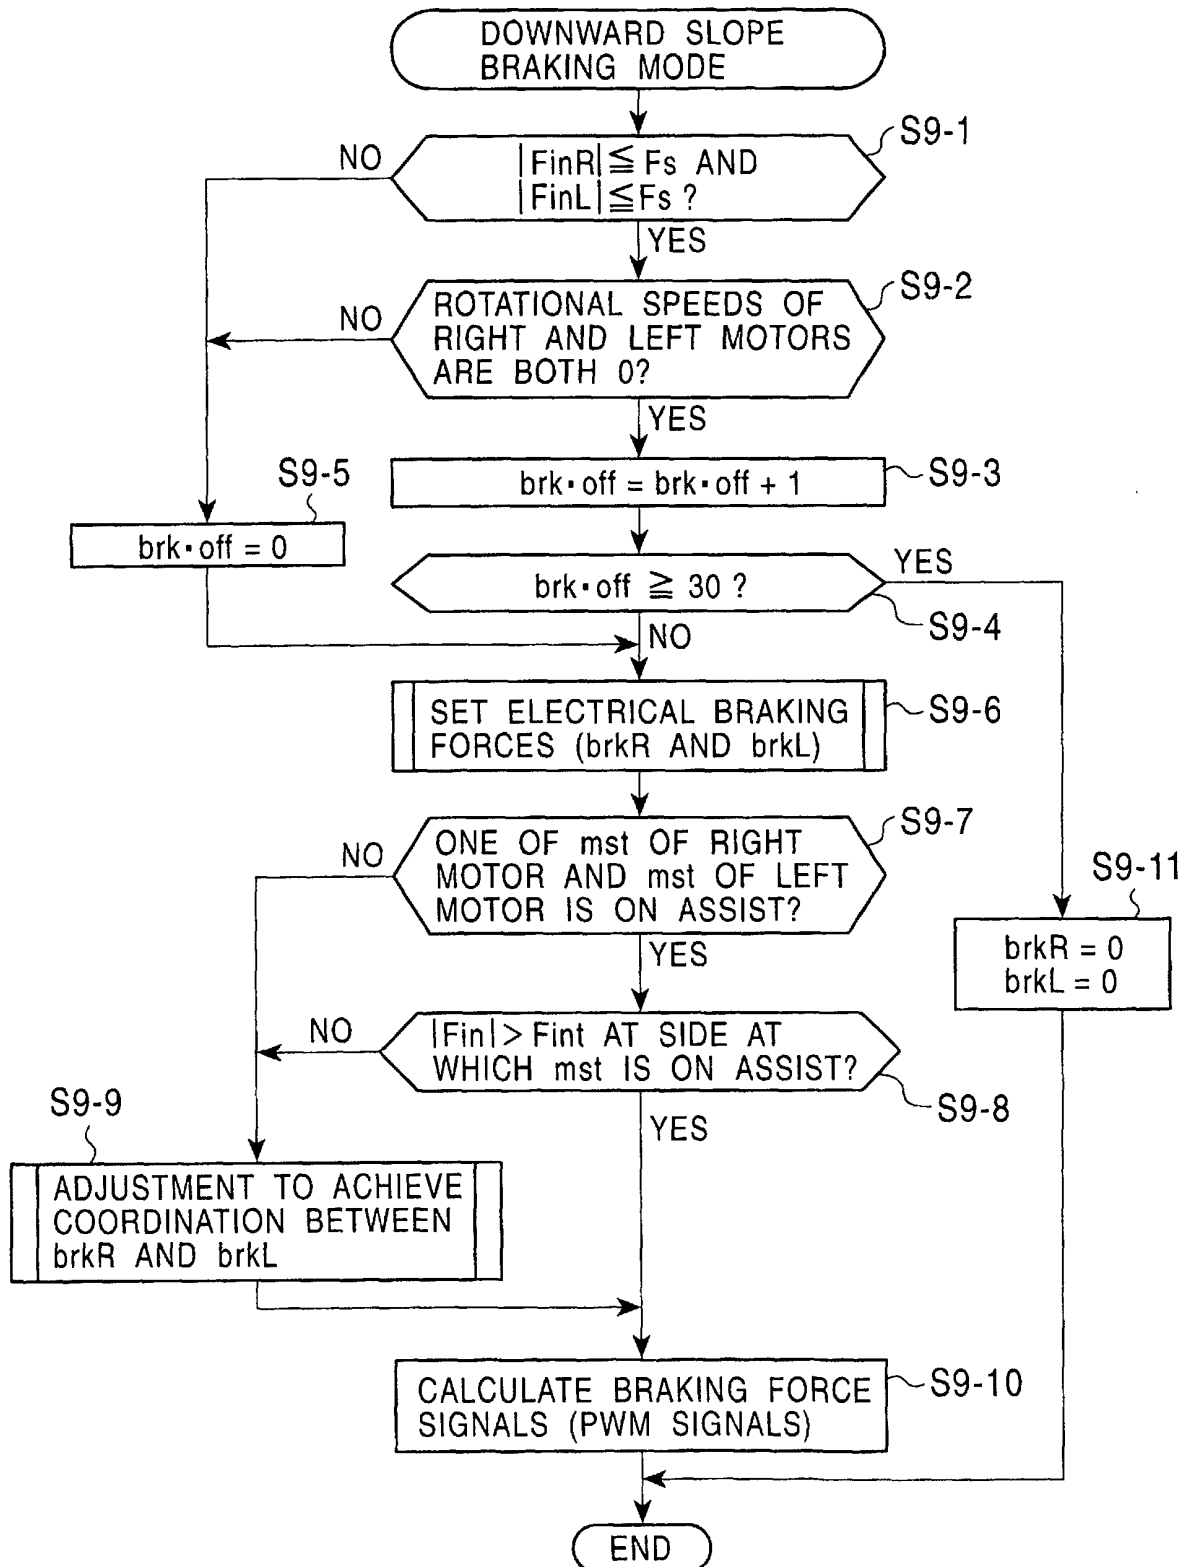 DOWNWARD SLOPE
BRAKING MODE
S9-1
NO
|FinR| ≦ Fs AND
|FinL| ≦ Fs ?
YES
S9-2
NO
ROTATIONAL SPEEDS OF
RIGHT AND LEFT MOTORS
ARE BOTH 0?
YES
S9-5
S9-3
brk▪off = brk▪off + 1
brk▪off = 0
YES
brk▪off ≧ 30 ?
S9-4
NO
SET ELECTRICAL BRAKING
FORCES (brkR AND brkL)
S9-6
S9-7
NO
ONE OF mst OF RIGHT
MOTOR AND mst OF LEFT
MOTOR IS ON ASSIST?
S9-11
YES
brkR = 0
brkL = 0
NO
|Fin| > Fint AT SIDE AT
WHICH mst IS ON ASSIST?
S9-8
S9-9
YES
ADJUSTMENT TO ACHIEVE
COORDINATION BETWEEN
brkR AND brkL
CALCULATE BRAKING FORCE
SIGNALS (PWM SIGNALS)
S9-10
END